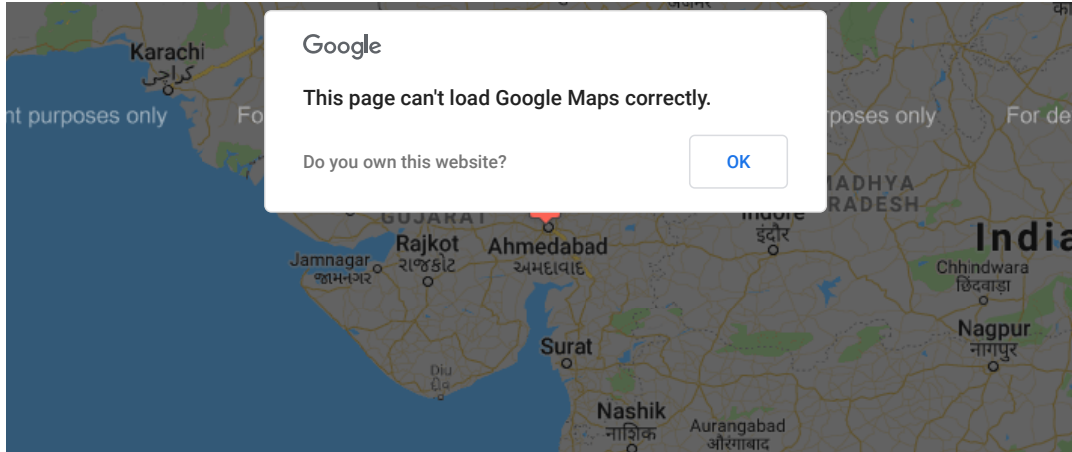 Google
This page can't load Google Maps correctly.
Do you own this website?
OK
Karachi
کراچی
nt purposes only
Fo
rposes only
For de
GUJARAT
Rajkot
રાજકોટ
Jamnagar
જામનગર
Ahmedabad
અમદાવાદ
Indore
इंदौर
MADHYA
PRADESH
India
Chhindwara
छिंदवाड़ा
Nagpur
नागपुर
Surat
Diu
દીવ
Nashik
नाशिक
Aurangabad
औरंगाबाद